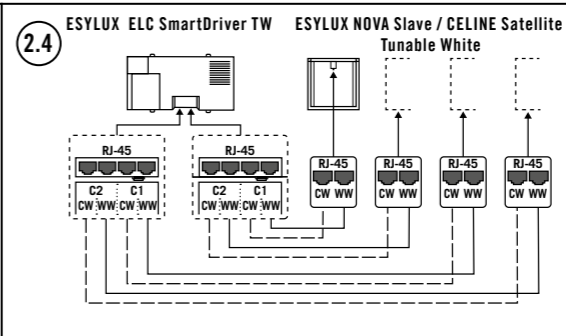 2.4
ESYLUX ELC SmartDriver TW
ESYLUX NOVA Slave / CELINE Satellite
Tunable White
RJ-45
RJ-45
RJ-45
RJ-45
RJ-45
RJ-45
C2 C1
C2 C1
CW WW CW WW
CW WW CW WW
CW WW
CW WW
CW WW
CW WW